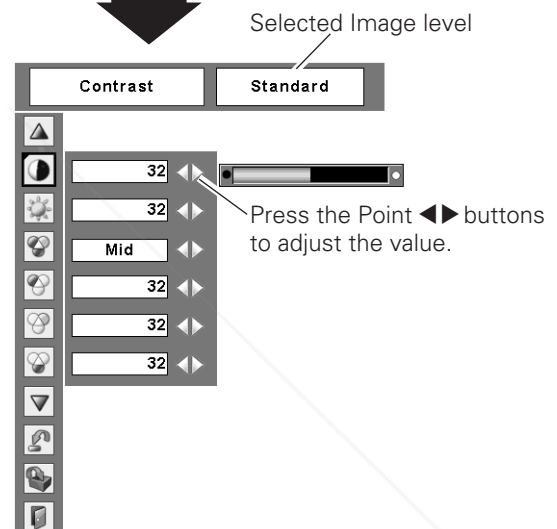 Selected Image level
Contrast
Standard
32
32
Mid
32
32
32
Press the Point ◀▶ buttons
to adjust the value.